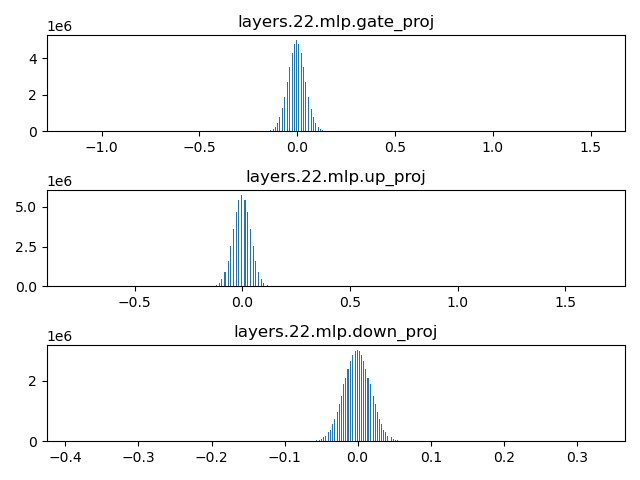 layers.22.mlp.gate_proj
1e6
4
2
0
−1.0 −0.5 0.0 0.5 1.0 1.5
layers.22.mlp.up_proj
1e6
5.0
2.5
0.0
−0.5 0.0 0.5 1.0 1.5
layers.22.mlp.down_proj
1e6
2
0
−0.4 −0.3 −0.2 −0.1 0.0 0.1 0.2 0.3